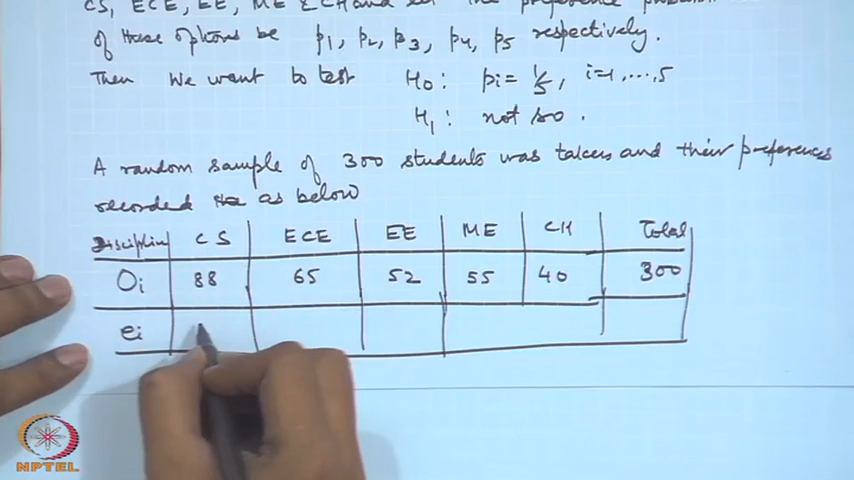 CS, ECE, EE, ME & CH and let the preference
of these options be p1, p2, p3, p4, p5 respectively.
Then we want to test H0: pi = 1/5, i=1,...,5
H1: not so.
A random sample of 300 students was taken and their preferences
recorded as below
Discipline CS ECE EE ME CH Total
Oi 88 65 52 55 40 300
ei
NPTEL